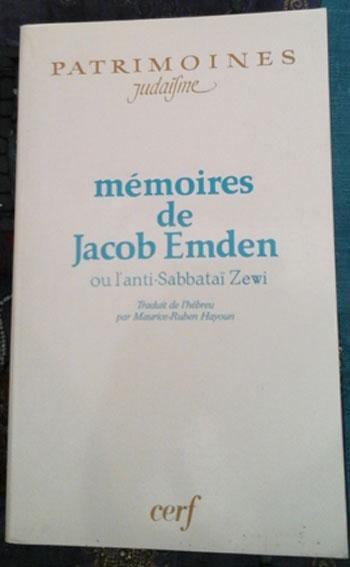 PATRIMOINES
judaïsme
mémoires
de
Jacob Emden
ou l'anti-Sabbataï Zewi
Traduit de l'hébreu
par Maurice-Ruben Hayoun
cerf